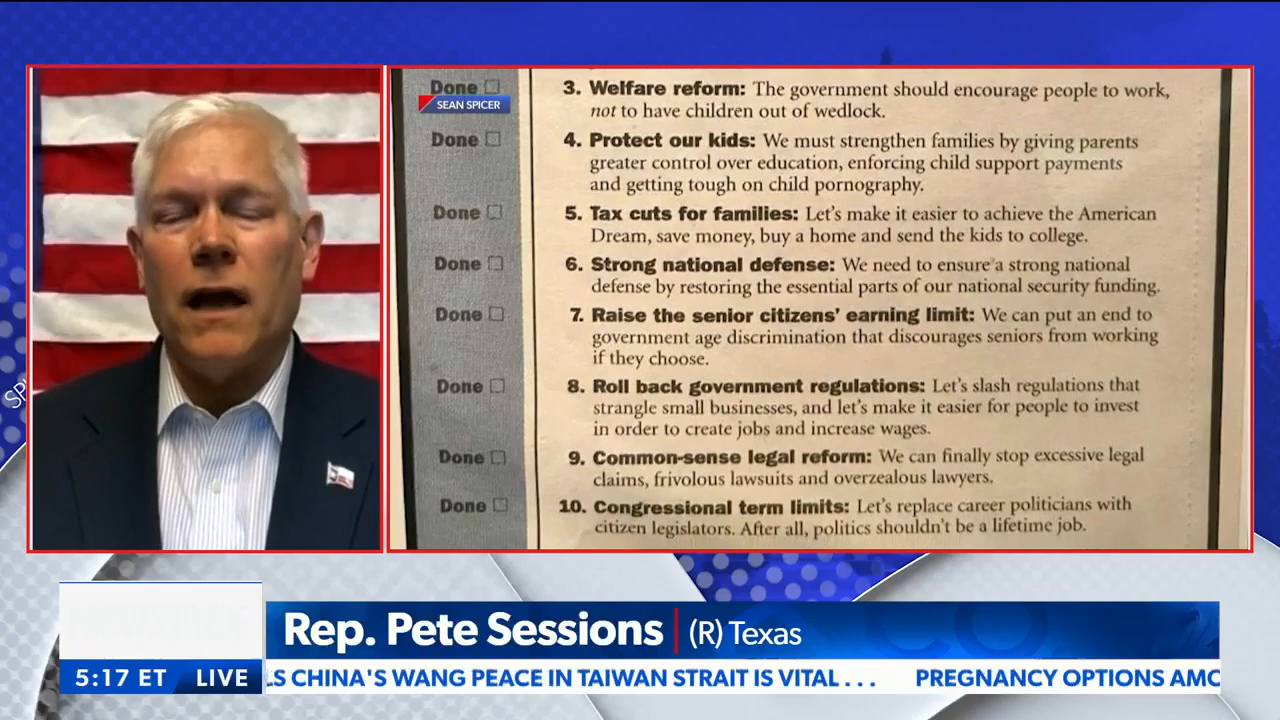 Done
SEAN SPICER
3. Welfare reform: The government should encourage people to work,
not to have children out of wedlock.
Done
4. Protect our kids: We must strengthen families by giving parents
greater control over education, enforcing child support payments
and getting tough on child pornography.
Done
5. Tax cuts for families: Let's make it easier to achieve the American
Dream, save money, buy a home and send the kids to college.
Done
6. Strong national defense: We need to ensure a strong national
defense by restoring the essential parts of our national security funding.
Done
7. Raise the senior citizens' earning limit: We can put an end to
government age discrimination that discourages seniors from working
if they choose.
Done
8. Roll back government regulations: Let's slash regulations that
strangle small businesses, and let's make it easier for people to invest
in order to create jobs and increase wages.
Done
9. Common-sense legal reform: We can finally stop excessive legal
claims, frivolous lawsuits and overzealous lawyers.
Done
10. Congressional term limits: Let's replace career politicians with
citizen legislators. After all, politics shouldn't be a lifetime job.
SP
Rep. Pete Sessions (R) Texas
5:17 ET LIVE
LS CHINA'S WANG PEACE IN TAIWAN STRAIT IS VITAL . . . PREGNANCY OPTIONS AMC